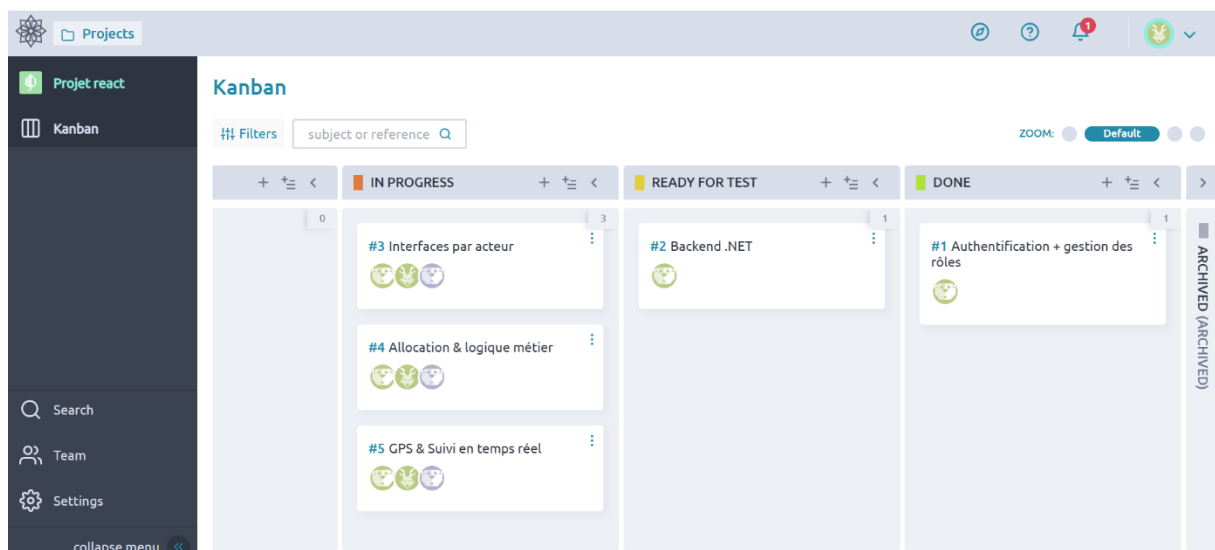 Projects
1
Projet react
Kanban
Kanban
Filters
subject or reference
ZOOM:
Default
IN PROGRESS
READY FOR TEST
DONE
0
3
1
1
#3 Interfaces par acteur
#2 Backend .NET
#1 Authentification + gestion des
rôles
#4 Allocation & logique métier
#5 GPS & Suivi en temps réel
ARCHIVED (ARCHIVED)
Search
Team
Settings
collapse menu